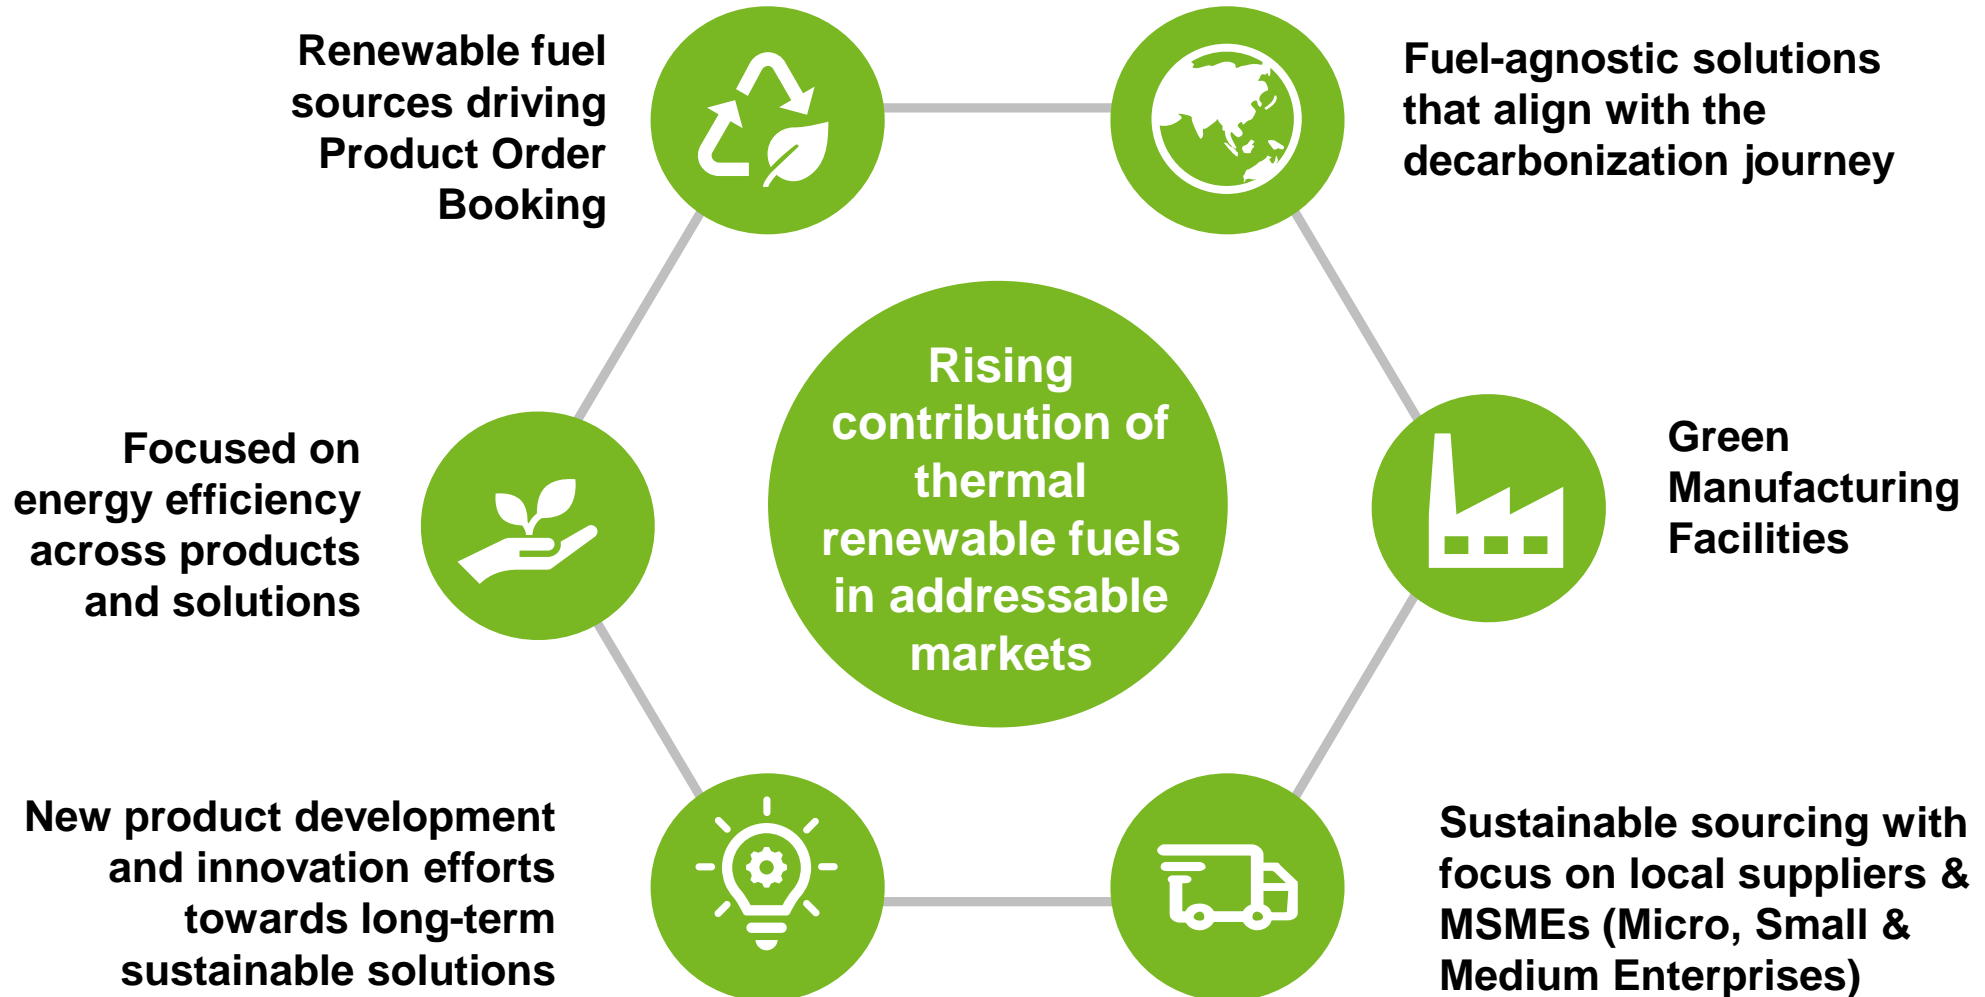 Renewable fuel
sources driving
Product Order
Booking
Fuel-agnostic solutions
that align with the
decarbonization journey
Focused on
energy efficiency
across products
and solutions
Rising
contribution of
thermal
renewable fuels
in addressable
markets
Green
Manufacturing
Facilities
New product development
and innovation efforts
towards long-term
sustainable solutions
Sustainable sourcing with
focus on local suppliers &
MSMEs (Micro, Small &
Medium Enterprises)